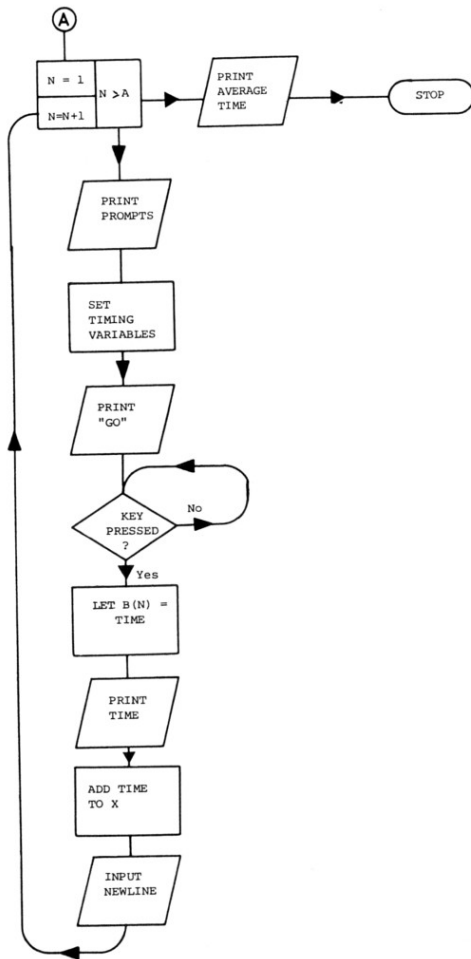 A
N = 1
N=N+1
N >A
PRINT
AVERAGE
TIME
STOP
PRINT
PROMPTS
SET
TIMING
VARIABLES
PRINT
"GO"
KEY
PRESSED
?
No
Yes
LET B(N) =
TIME
PRINT
TIME
ADD TIME
TO X
INPUT
NEWLINE